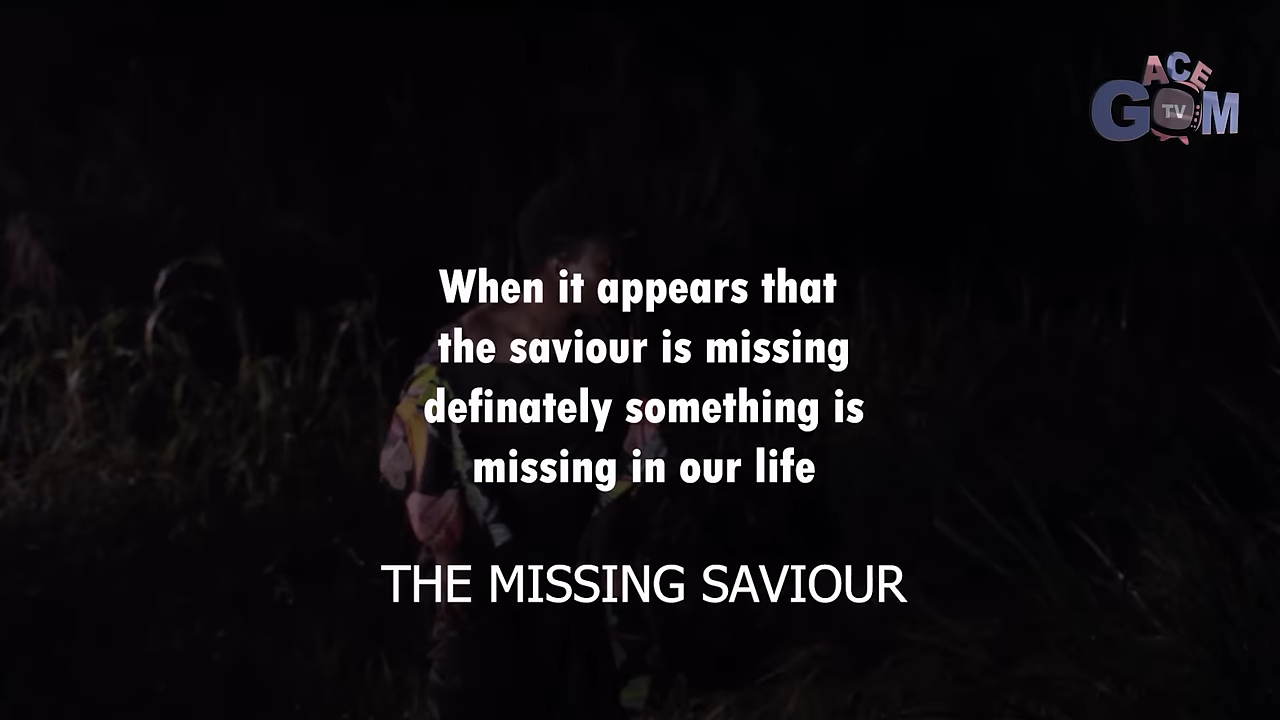 ACE
GOM
TV
When it appears that
the saviour is missing
definately something is
missing in our life
THE MISSING SAVIOUR